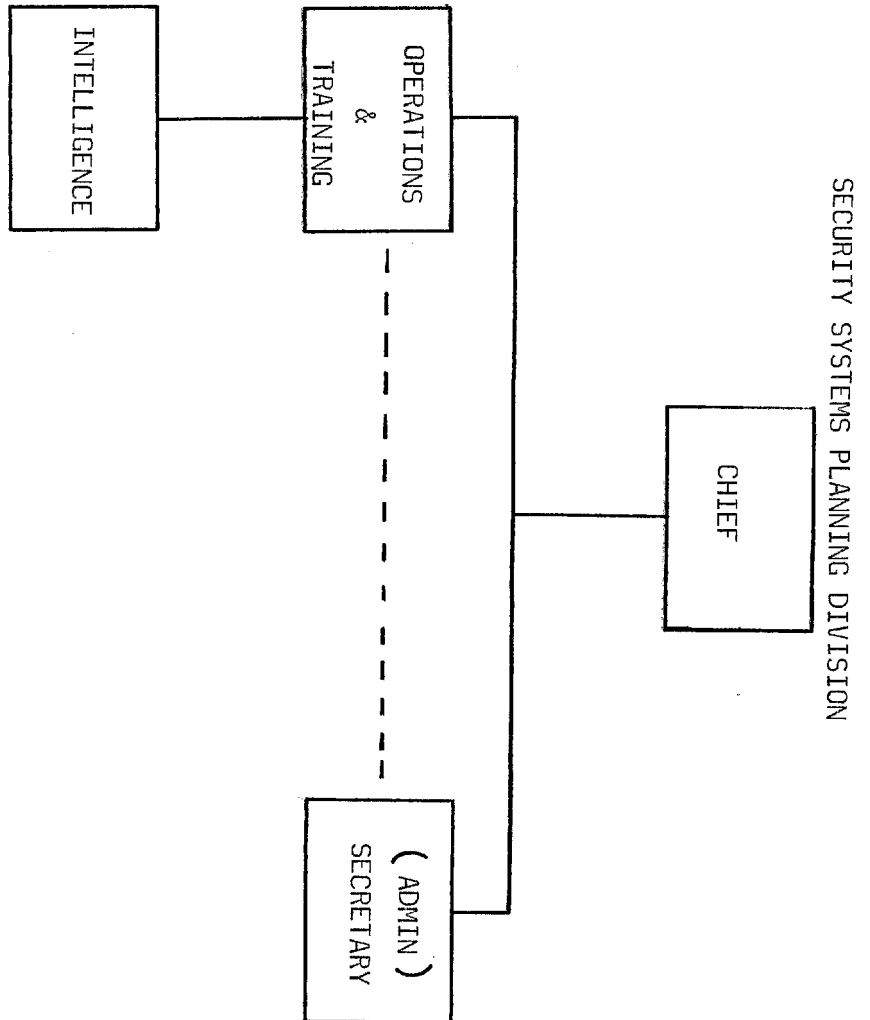 SECURITY SYSTEMS PLANNING DIVISION
CHIEF
OPERATIONS
&
TRAINING
(ADMIN)
SECRETARY
INTELLIGENCE